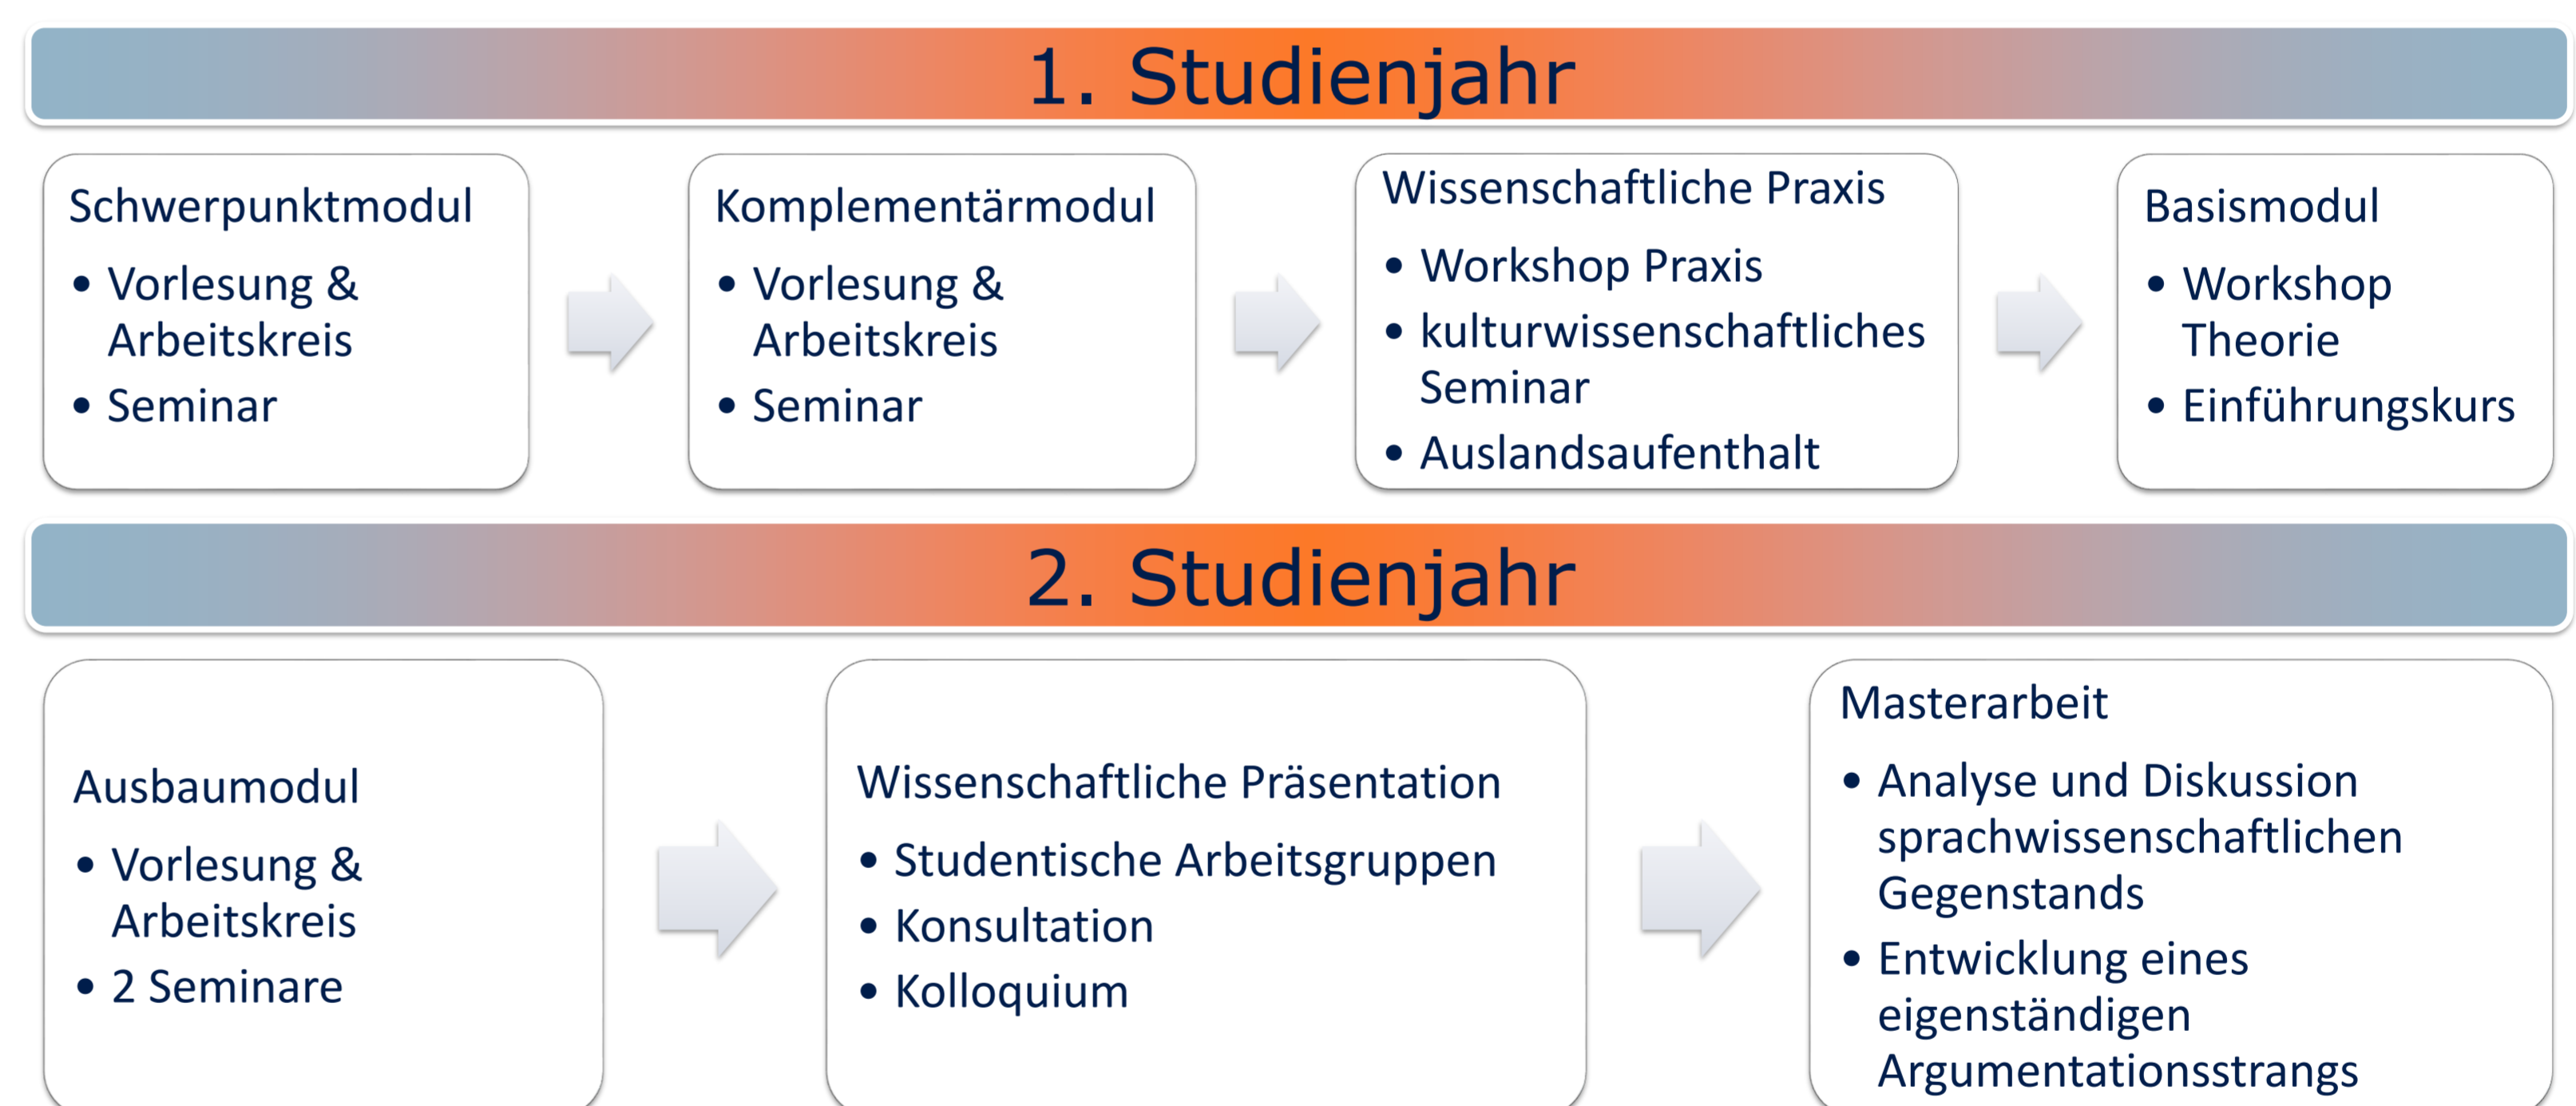 1. Studienjahr
Schwerpunktmodul
• Vorlesung &
Arbeitskreis
• Seminar
Komplementärmodul
• Vorlesung &
Arbeitskreis
• Seminar
Wissenschaftliche Praxis
• Workshop Praxis
• kulturwissenschaftliches
Seminar
• Auslandsaufenthalt
Basismodul
• Workshop
Theorie
• Einführungskurs
2. Studienjahr
Ausbaumodul
• Vorlesung &
Arbeitskreis
• 2 Seminare
Wissenschaftliche Präsentation
• Studentische Arbeitsgruppen
• Konsultation
• Kolloquium
Masterarbeit
• Analyse und Diskussion
sprachwissenschaftlichen
Gegenstands
• Entwicklung eines
eigenständigen
Argumentationsstrangs